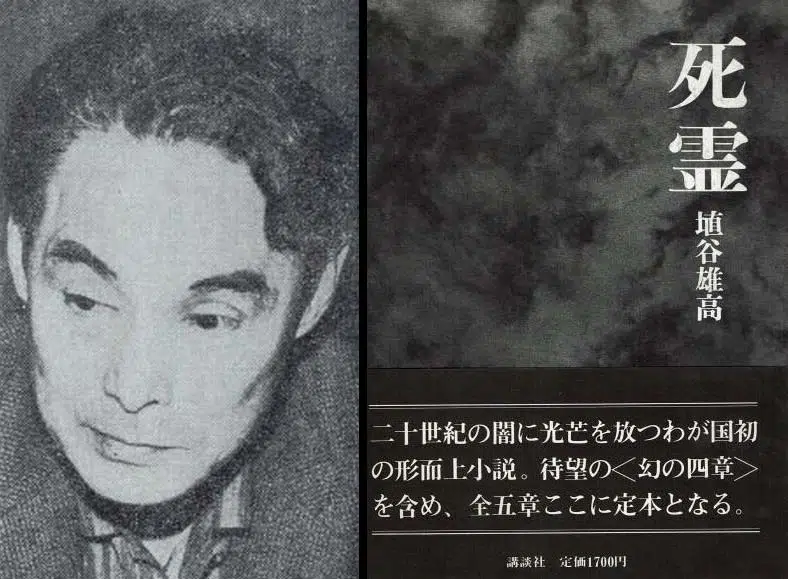 死霊
埴谷雄高
二十世紀の闇に光芒を放つわが国初
の形而上小説。待望の＜幻の四章＞
を含め、全五章ここに定本となる。
講談社 定価1700円